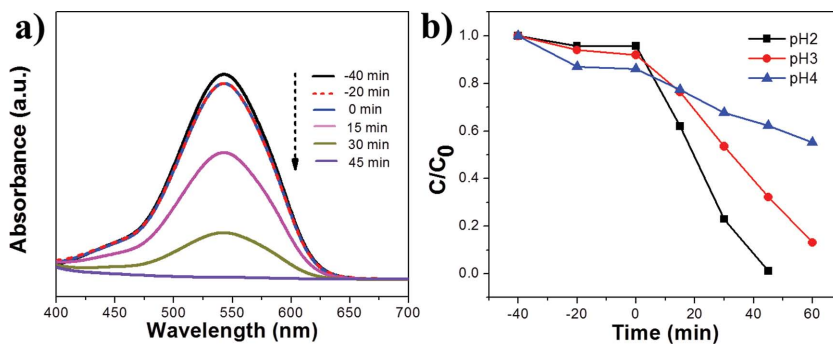 a)
Absorbance (a.u.)
-40 min
-20 min
0 min
15 min
30 min
45 min
400 450 500 550 600 650 700
Wavelength (nm)
b)
C/C0
1.0
0.8
0.6
0.4
0.2
0.0
pH2
pH3
pH4
-40 -20 0 20 40 60
Time (min)